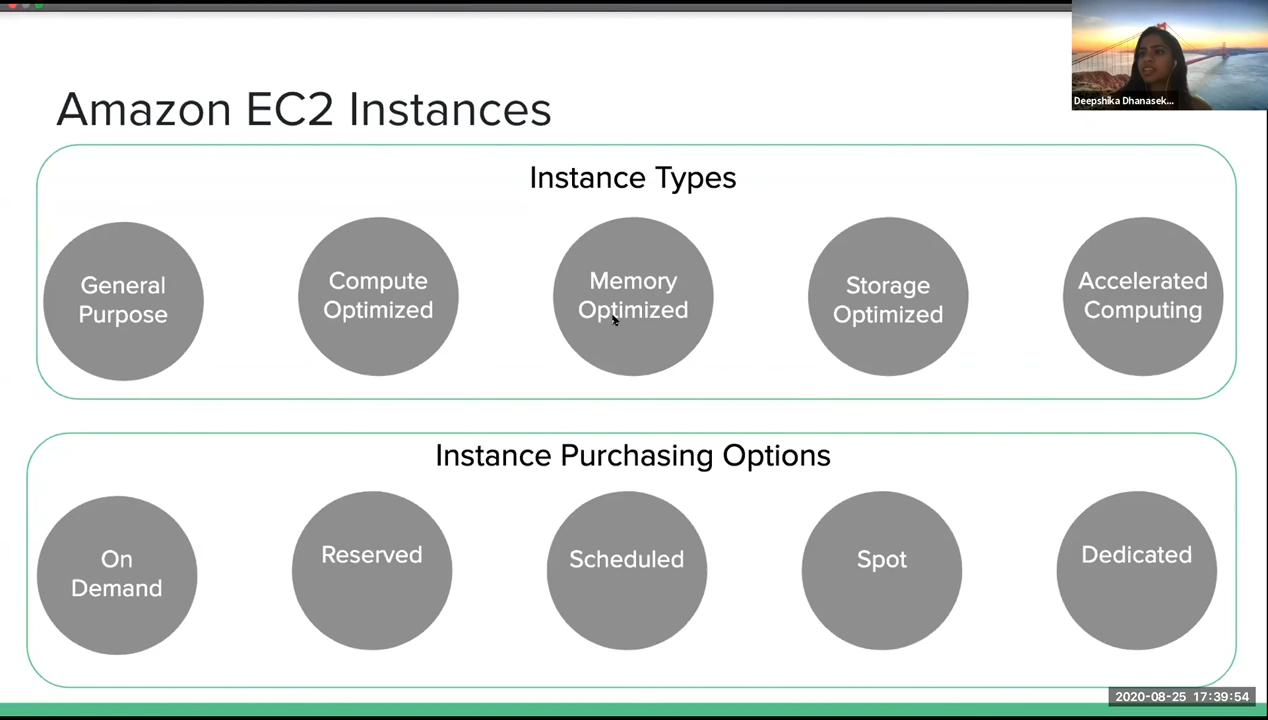 Amazon EC2 Instances
Deepshika Dhanasek...
Instance Types
General
Purpose
Compute
Optimized
Memory
Optimized
Storage
Optimized
Accelerated
Computing
Instance Purchasing Options
On
Demand
Reserved
Scheduled
Spot
Dedicated
2020-08-25 17:39:54